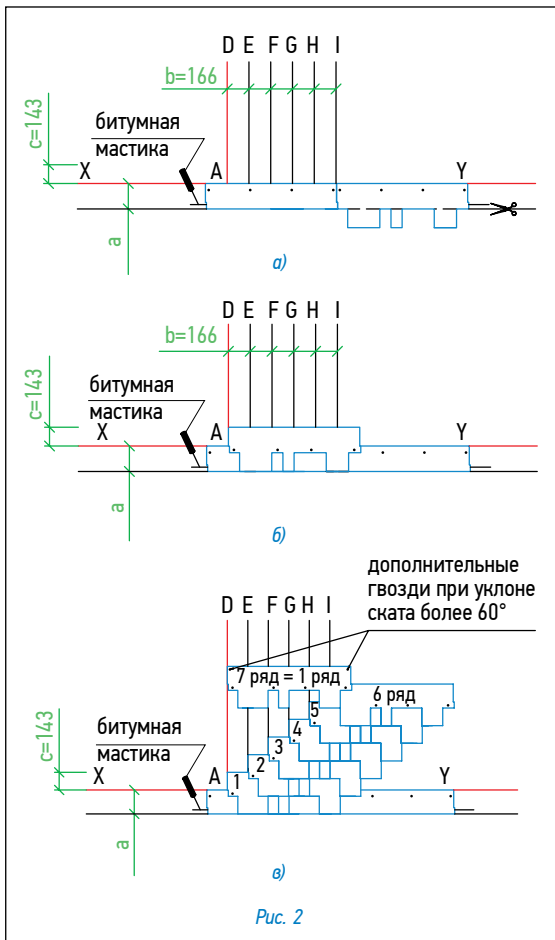 D E F G H I
b=166
битумная
мастика
c=143
X A Y
a
а)
D E F G H I
b=166
битумная
мастика
c=143
X A Y
a
б)
дополнительные
гвозди при уклоне
ската более 60°
D E F G H I
7 ряд = 1 ряд
6 ряд
5
4
3
2
1
битумная
мастика
c=143
X A Y
a
в)
Рис. 2